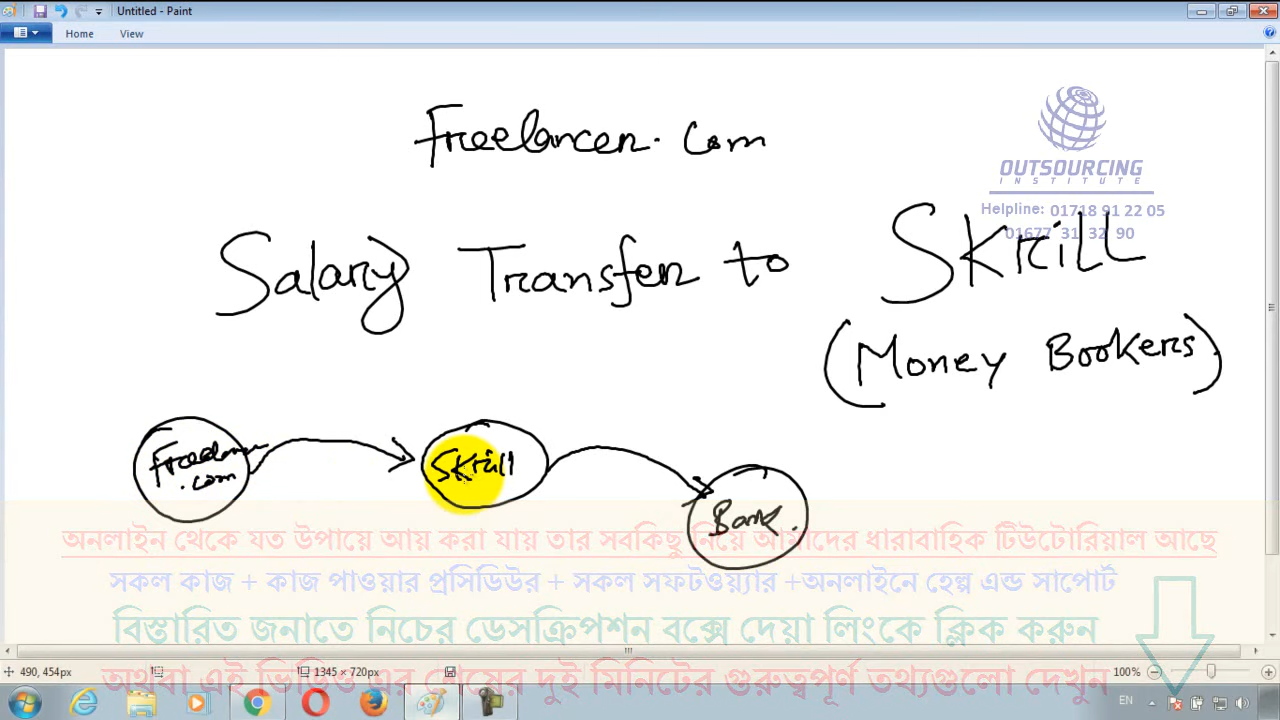 Untitled - Paint
Home View
Freelancer.com
OUTSOURCING
INSTITUTE
Helpline: 01718 91 22 05
01677 31 32 90
Salary Transfer to Skrill
(Money Bookers)
Freelancer
.com
Skrill
Bank.
অনলাইন থেকে যত উপায়ে আয় করা যায় তার সবকিছু নিয়ে আমাদের ধারাবাহিক টিউটোরিয়াল আছে
সকল কাজ + কাজ পাওয়ার প্রসিডিউর + সকল সফটওয়্যার +অনলাইনে হেল্প এন্ড সাপোর্ট
বিস্তারিত জনাতে নিচের ডেসক্রিপশন বক্সে দেয়া লিংকে ক্লিক করুন
490, 454px 1345 × 720px 100%
অথবা এই ভিডিও এর শেষের দুই মিনিটের গুরুত্বপূর্ণ তথ্যগুলো দেখুন
EN